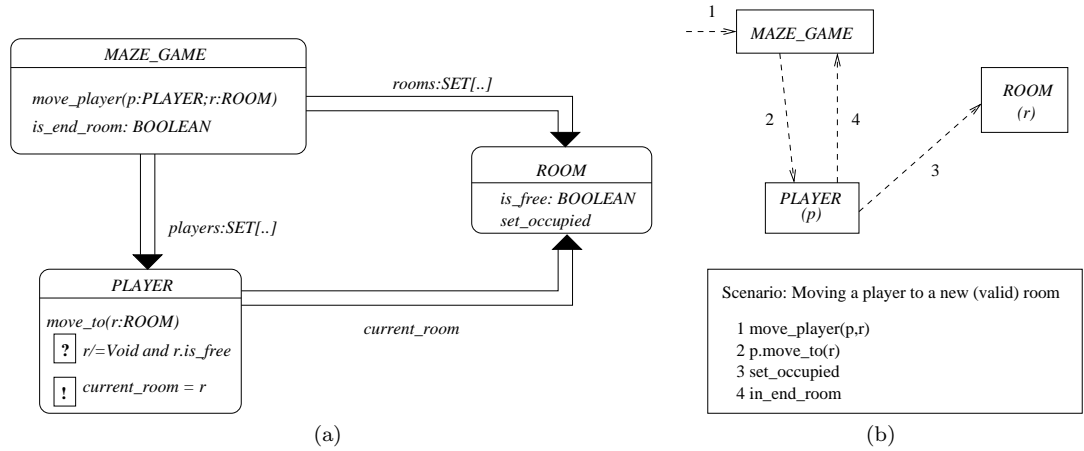 MAZE_GAME
move_player(p:PLAYER;r:ROOM)
is_end_room: BOOLEAN
rooms:SET[..]
ROOM
is_free: BOOLEAN
set_occupied
players:SET[..]
PLAYER
move_to(r:ROOM)
? r/=Void and r.is_free
! current_room = r
current_room
(a)
1
MAZE_GAME
ROOM
(r)
2
4
3
PLAYER
(p)
Scenario: Moving a player to a new (valid) room
1 move_player(p,r)
2 p.move_to(r)
3 set_occupied
4 in_end_room
(b)